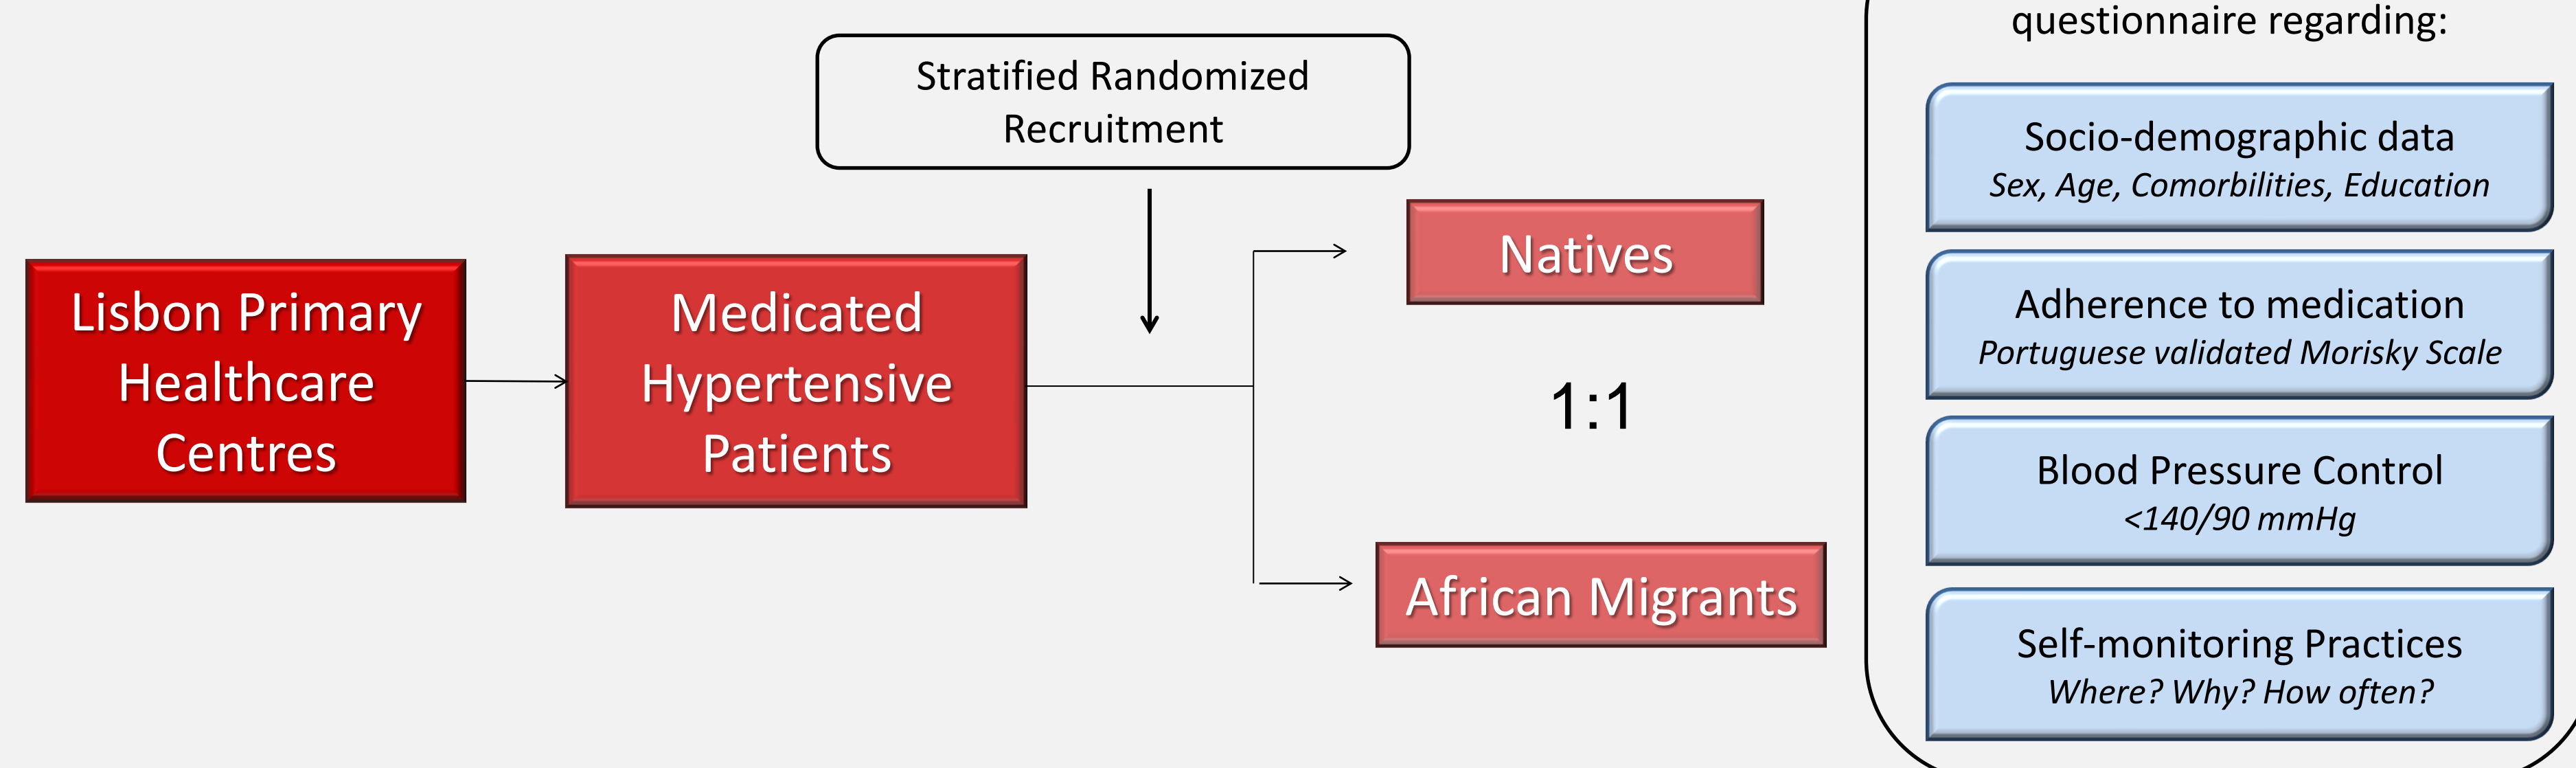 Stratified Randomized
Recruitment
Lisbon Primary
Healthcare
Centres
Medicated
Hypertensive
Patients
Natives
1:1
African Migrants
questionnaire regarding:
Socio-demographic data
Sex, Age, Comorbilities, Education
Adherence to medication
Portuguese validated Morisky Scale
Blood Pressure Control
<140/90 mmHg
Self-monitoring Practices
Where? Why? How often?